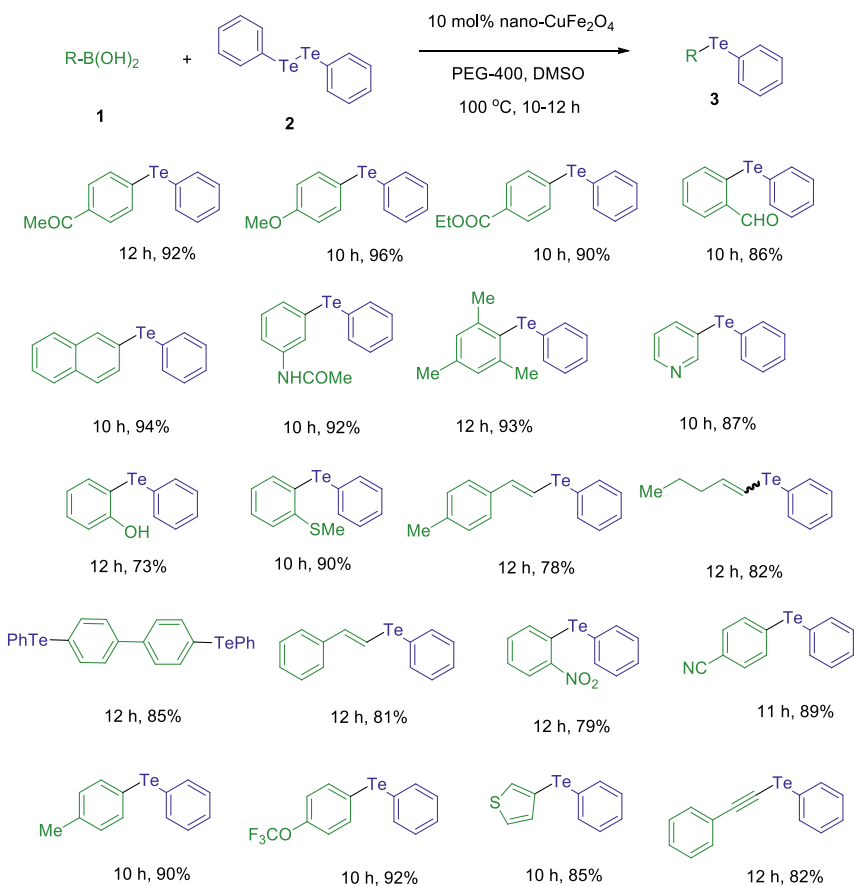 R-B(OH)₂ + Te Te 10 mol% nano-CuFe₂O₄ R Te
PEG-400, DMSO
100 °C, 10-12 h
1 2 3
Te Te Te Te
MeOC MeO EtOOC CHO
12 h, 92% 10 h, 96% 10 h, 90% 10 h, 86%
Te Te Me Te Te
NHCOMe Me Me N
10 h, 94% 10 h, 92% 12 h, 93% 10 h, 87%
Te Te Te Me Te
OH SMe Me
12 h, 73% 10 h, 90% 12 h, 78% 12 h, 82%
PhTe TePh Te Te Te
NO₂ NC
12 h, 85% 12 h, 81% 12 h, 79% 11 h, 89%
Te Te S Te Te
Me F₃CO
10 h, 90% 10 h, 92% 10 h, 85% 12 h, 82%